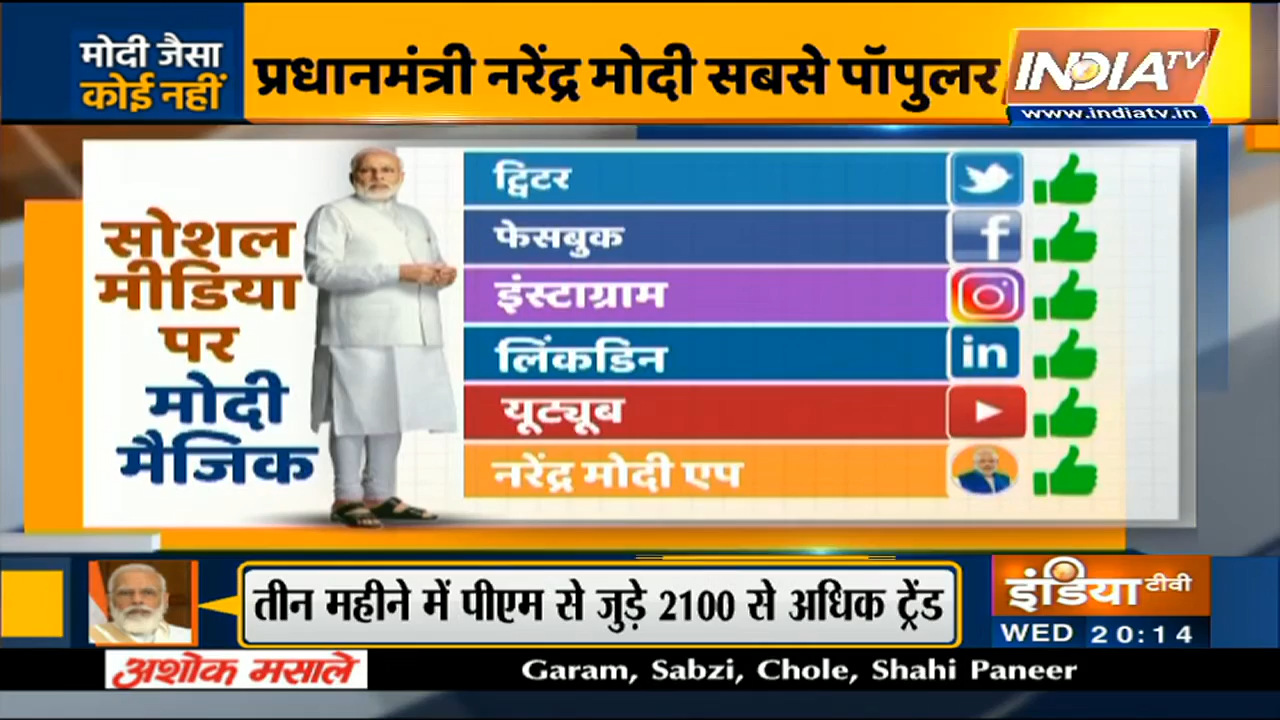 मोदी जैसा
कोई नहीं
प्रधानमंत्री नरेंद्र मोदी सबसे पॉपुलर
INDIA TV
www.indiatv.in
सोशल
मीडिया
पर
मोदी
मैजिक
ट्विटर
फेसबुक
f
इंस्टाग्राम
लिंकडिन
in
यूट्यूब
नरेंद्र मोदी एप
तीन महीने में पीएम से जुड़े 2100 से अधिक ट्रेंड
इंडिया टीवी
WED 20:14
अशोक मसाले
Garam, Sabzi, Chole, Shahi Paneer